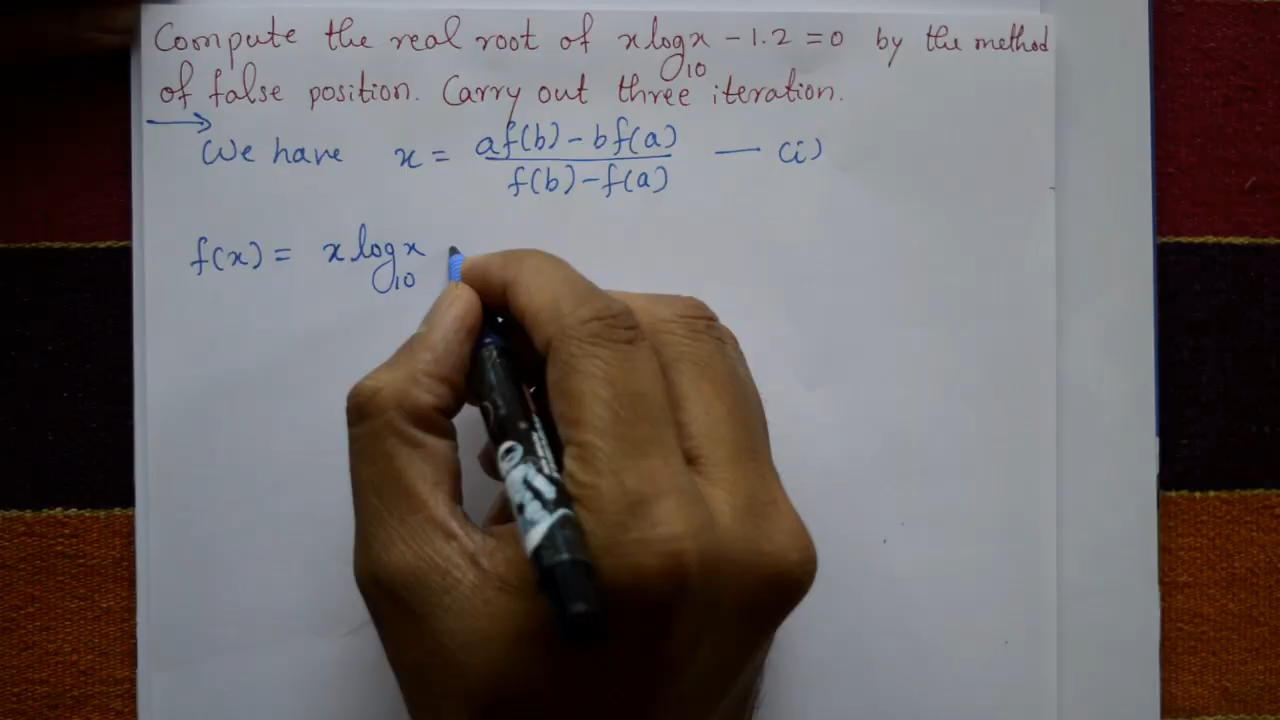 Compute the real root of x log₁₀x - 1.2 = 0 by the method
of false position. Carry out three iteration.
We have x = af(b) - bf(a) / f(b) - f(a) — (i)
f(x) = x log₁₀x